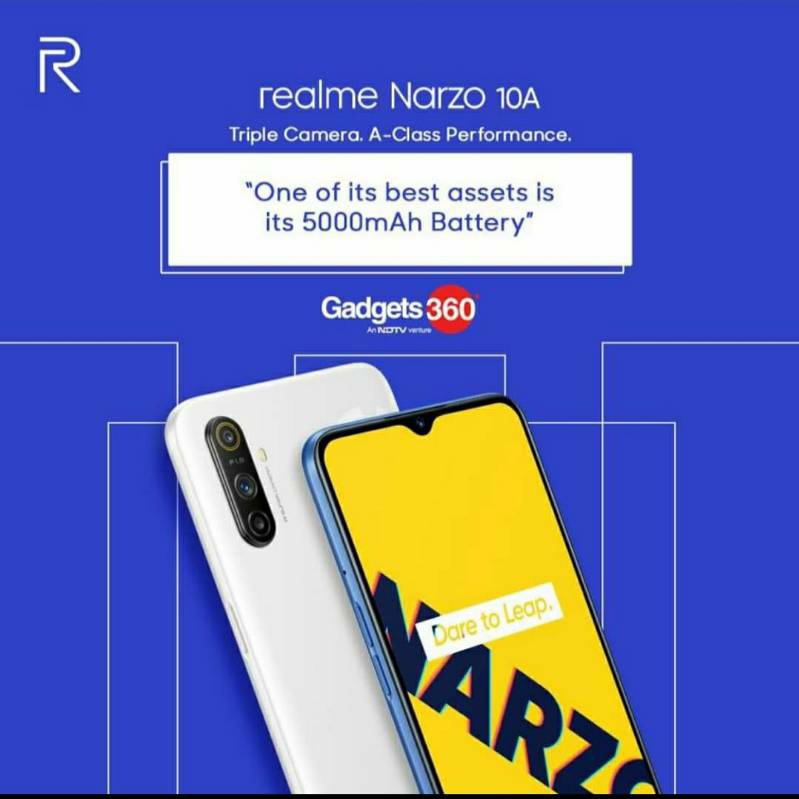 R
realme Narzo 10A
Triple Camera. A-Class Performance.
"One of its best assets is
its 5000mAh Battery"
Gadgets 360
An NDTV venture
Dare to Leap.
NARZO